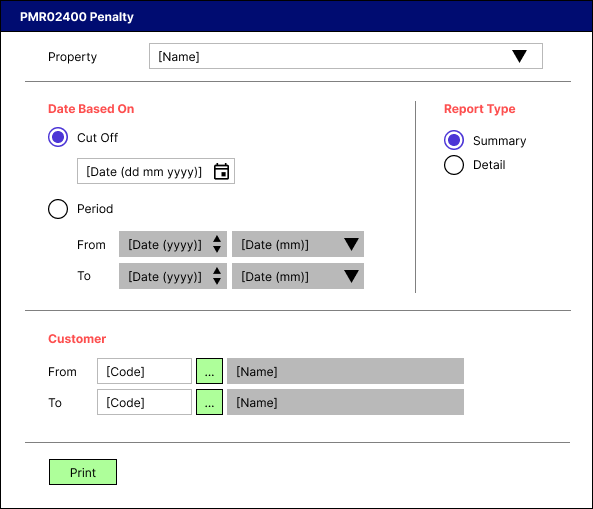 PMR02400 Penalty
Property [Name]
Date Based On
Cut Off
[Date (dd mm yyyy)]
Period
From [Date (yyyy)] [Date (mm)]
To [Date (yyyy)] [Date (mm)]
Report Type
Summary
Detail
Customer
From [Code] ... [Name]
To [Code] ... [Name]
Print